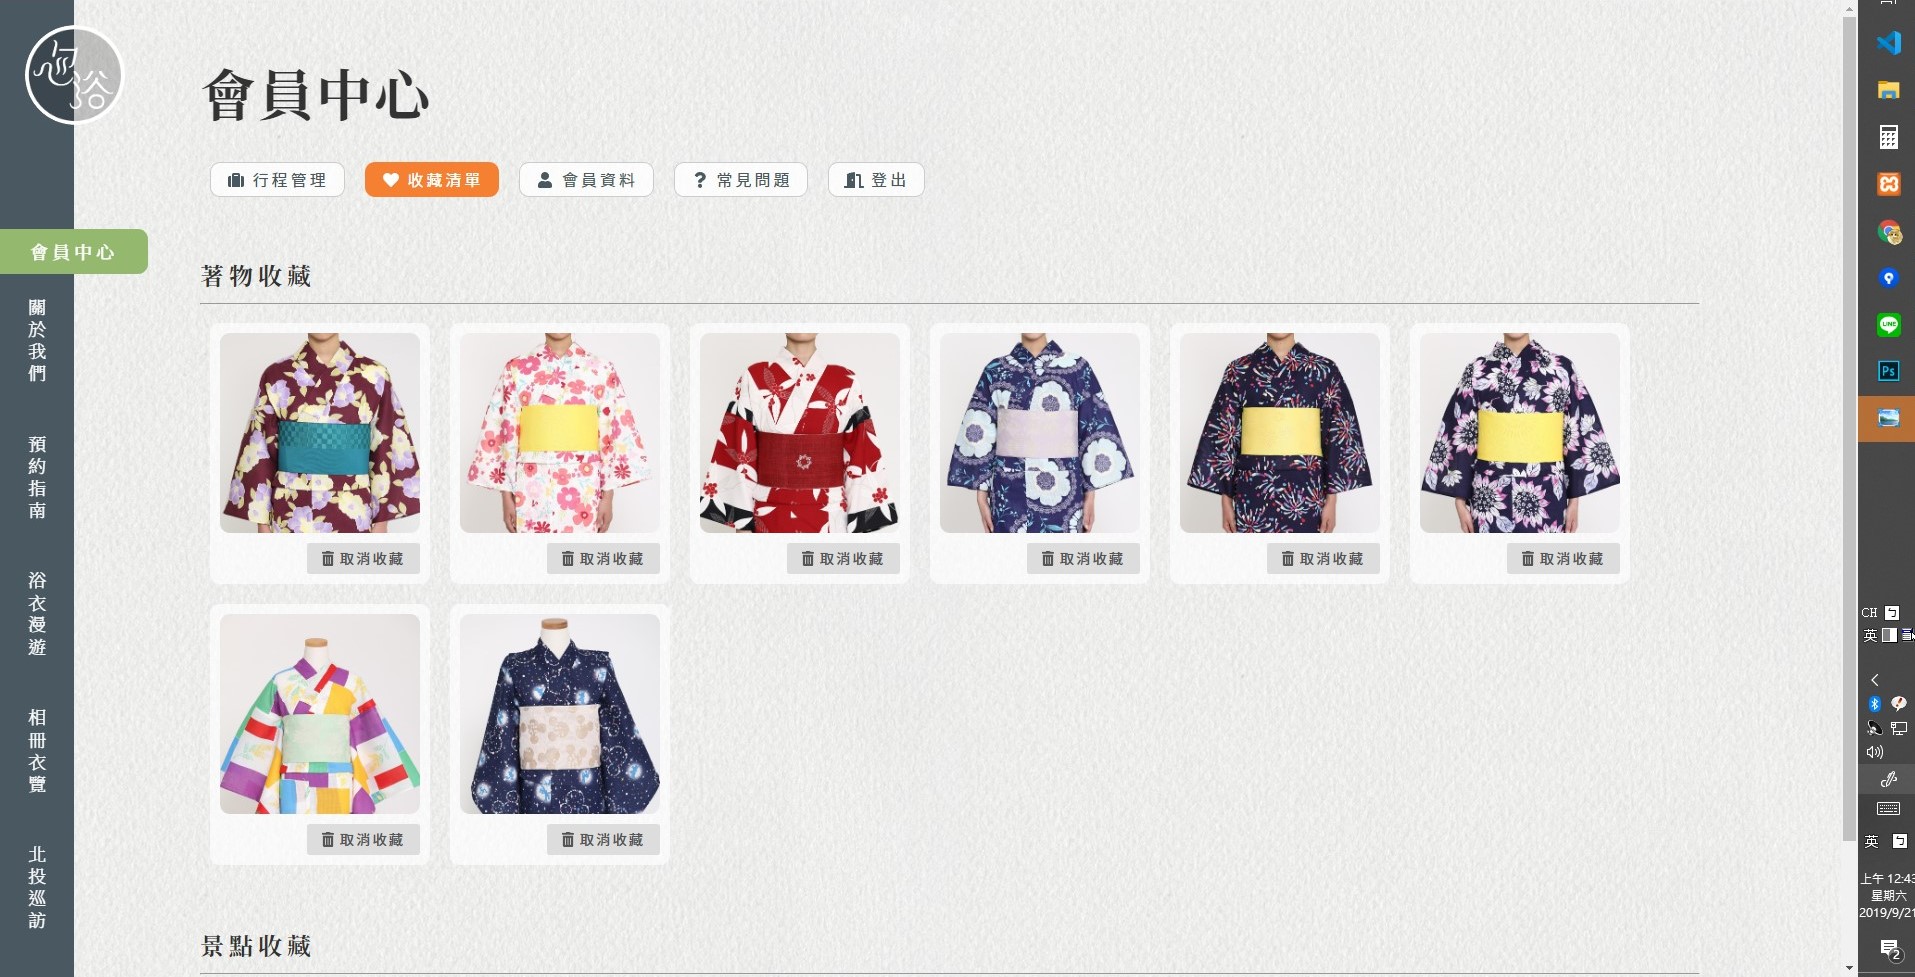 會員中心
行程管理
收藏清單
會員資料
? 常見問題
登出
會員中心
關於我們
預約指南
浴衣漫遊
相冊衣覽
北投巡訪
著物收藏
取消收藏
取消收藏
取消收藏
取消收藏
取消收藏
取消收藏
取消收藏
取消收藏
景點收藏
LINE
Ps
CH ㄅ
英
英 ㄅ
上午 12:43
星期六
2019/9/21
2